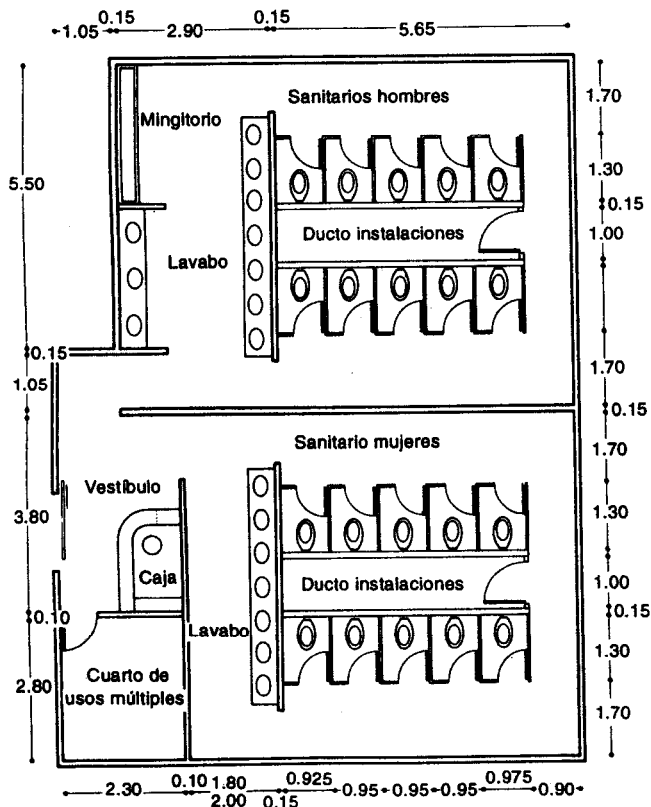 0.15 0.15
1.05 2.90 5.65
Sanitarios hombres
Mingitorio
1.70
5.50
1.30
0.15
Ducto instalaciones
1.00
Lavabo
0.15
1.70
1.05
0.15
Sanitario mujeres
1.70
Vestíbulo
3.80
1.30
Caja
Ducto instalaciones
1.00
0.10
0.15
Lavabo
1.30
Cuarto de
usos múltiples
2.80
1.70
2.30 0.10 1.80 0.925 0.975
2.00 0.15 0.95 0.95 0.95 0.90